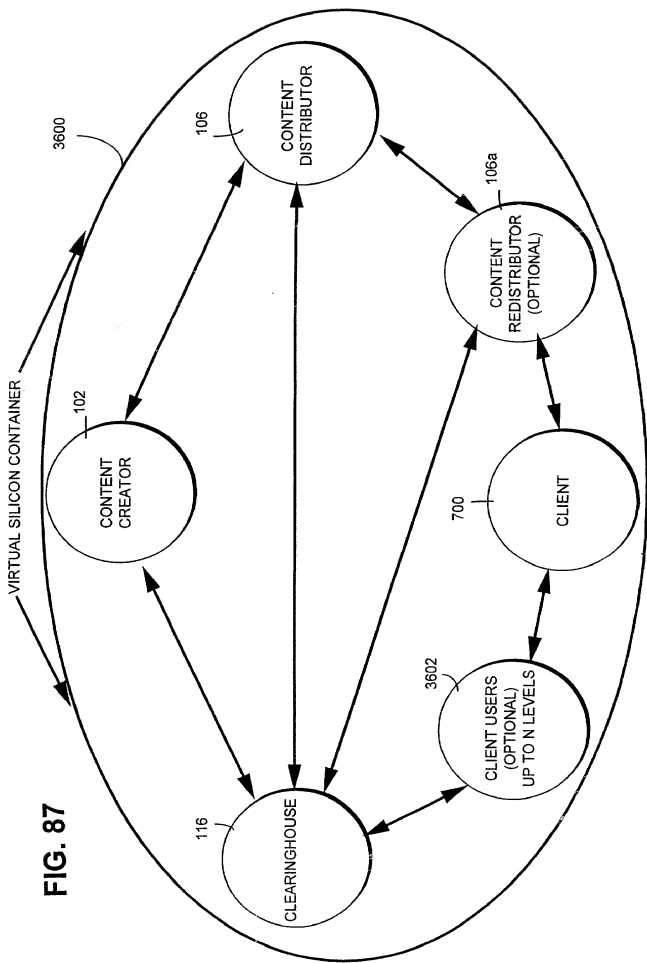 VIRTUAL SILICON CONTAINER
3600
102
CONTENT
CREATOR
106
CONTENT
DISTRIBUTOR
116
CLEARINGHOUSE
106a
CONTENT
REDISTRIBUTOR
(OPTIONAL)
3602
CLIENT USERS
(OPTIONAL)
UP TO N LEVELS
700
CLIENT
FIG. 87